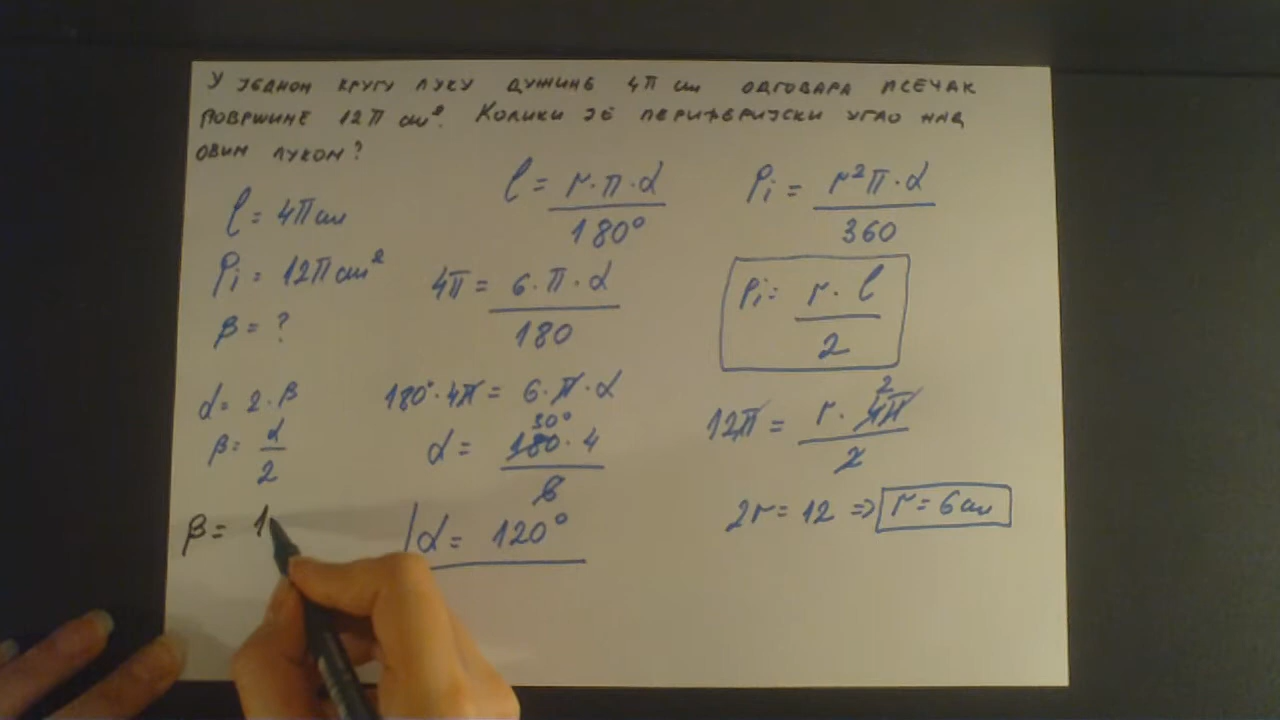 У ЈЕДНОМ КРУГУ ЛУКУ ДУЖИНЕ 4π cm ОДГОВАРА ИСЕЧАК
ПОВРШИНЕ 12π cm². КОЛИКИ ЈЕ ПЕРИФЕРИЈСКИ УГАО НАД
ОВИМ ЛУКОМ?
l = 4π cm
Pi = 12π cm²
β = ?
α = 2·β
β = α/2
β = 1
l = r·π·α/180°
4π = 6·π·α/180
180°·4π = 6·π·α
30°
α = 180·4/6
α = 120°
Pi = r²π·α/360
Pi = r·l/2
2
12π = r·4π/2
2r = 12 => r = 6 cm